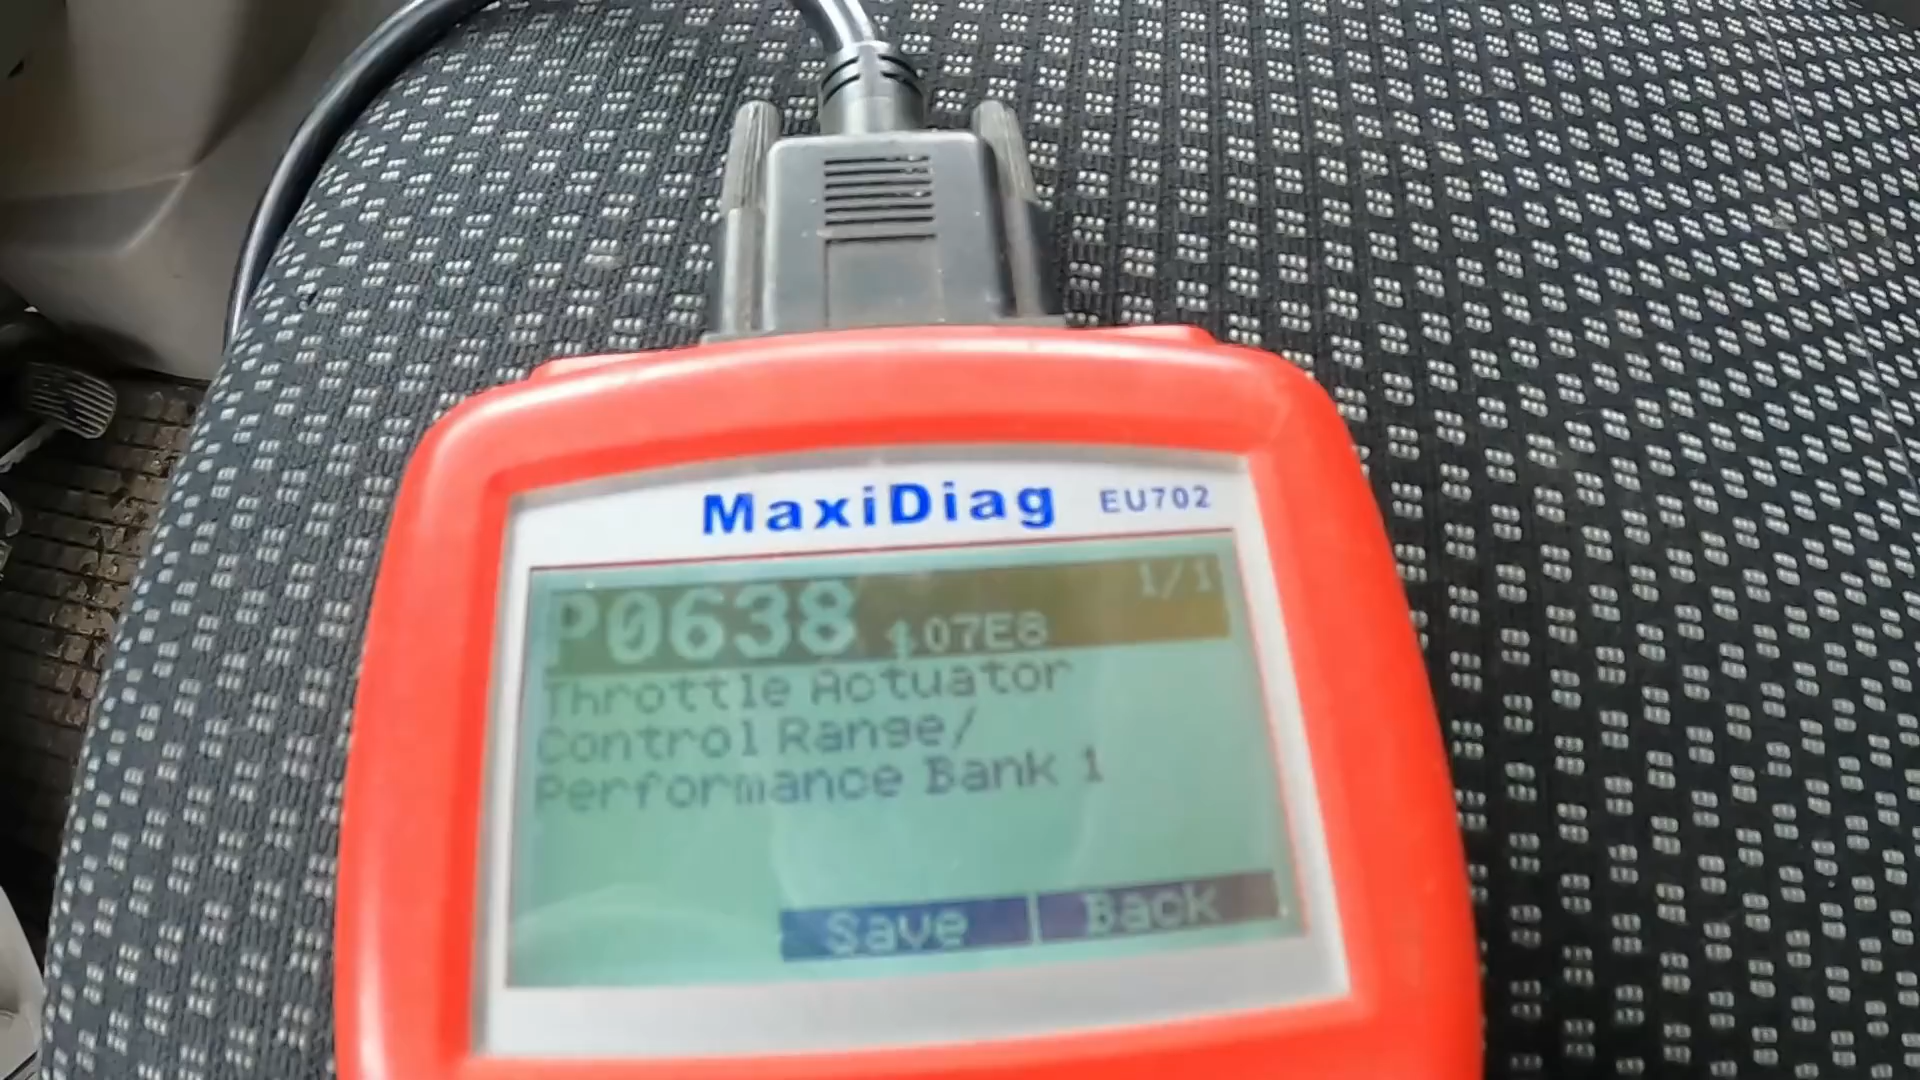 MaxiDiag EU702
P0638 $07E8 1/1
Throttle Actuator
Control Range/
Performance Bank 1
Save Back